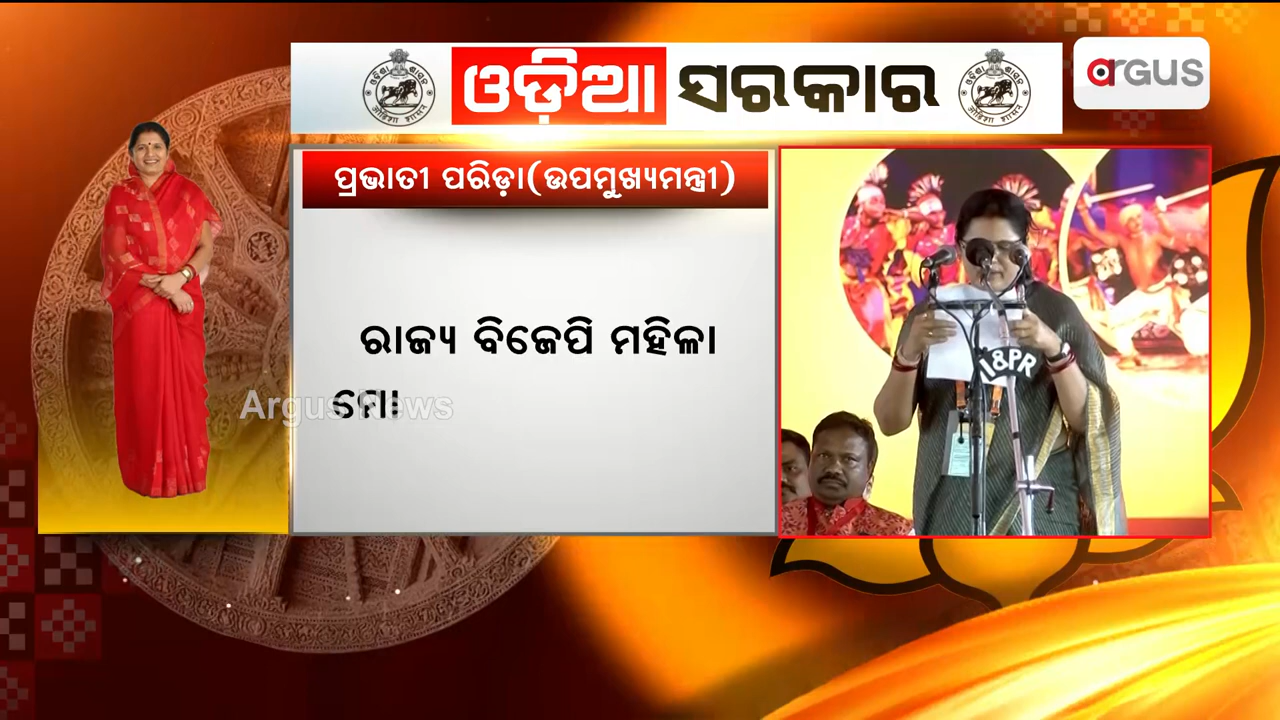 ଓଡ଼ିଆ ସରକାର
argus
ପ୍ରଭାତୀ ପରିଡ଼ା(ଉପମୁଖ୍ୟମନ୍ତ୍ରୀ)
ରାଜ୍ୟ ବିଜେପି ମହିଳା
ମୋ
Argus News
I&PR